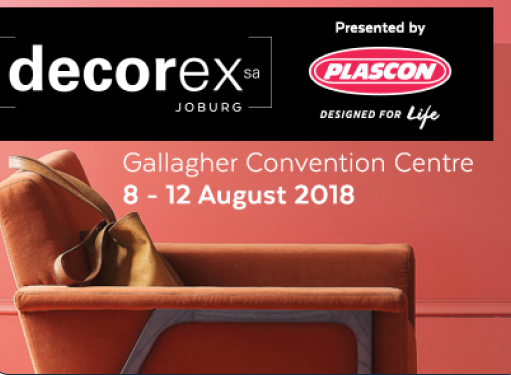 decorex sa
JOBURG
Presented by
PLASCON
DESIGNED FOR Life
Gallagher Convention Centre
8 - 12 August 2018